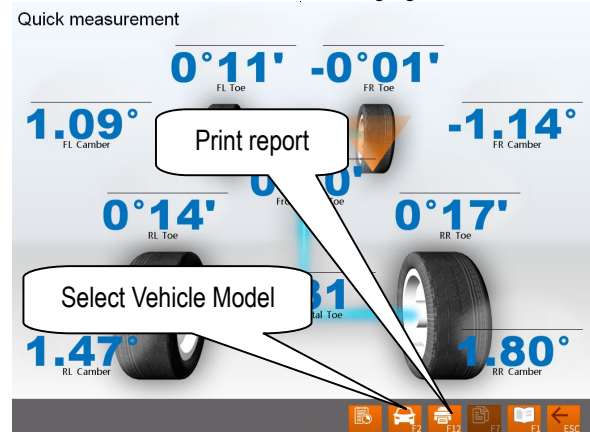 Quick measurement
0°11' -0°01'
FL Toe FR Toe
1.09° -1.14°
FL Camber FR Camber
Print report
0°14' 0°17'
RL Toe RR Toe
Select Vehicle Model
1.47° 1.80°
RL Camber RR Camber
F2 F12 F7 F1 ESC